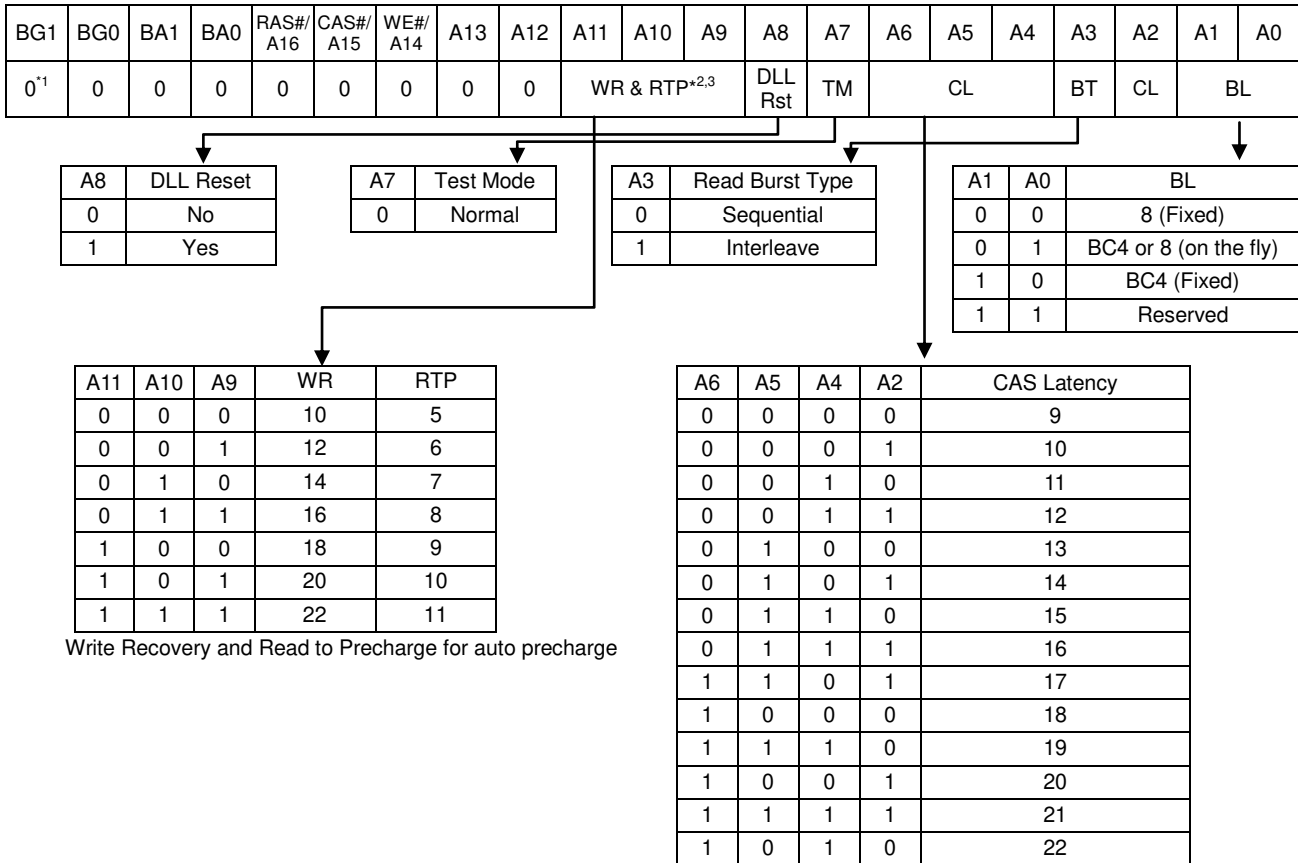 BG1 BG0 BA1 BA0 RAS#/A16 CAS#/A15 WE#/A14 A13 A12 A11 A10 A9 A8 A7 A6 A5 A4 A3 A2 A1 A0
0*1 0 0 0 0 0 0 0 0 WR & RTP*2,3 DLL Rst TM CL BT CL BL
A8 DLL Reset
0 No
1 Yes
A7 Test Mode
0 Normal
A3 Read Burst Type
0 Sequential
1 Interleave
A1 A0 BL
0 0 8 (Fixed)
0 1 BC4 or 8 (on the fly)
1 0 BC4 (Fixed)
1 1 Reserved
A11 A10 A9 WR RTP
0 0 0 10 5
0 0 1 12 6
0 1 0 14 7
0 1 1 16 8
1 0 0 18 9
1 0 1 20 10
1 1 1 22 11
Write Recovery and Read to Precharge for auto precharge
A6 A5 A4 A2 CAS Latency
0 0 0 0 9
0 0 0 1 10
0 0 1 0 11
0 0 1 1 12
0 1 0 0 13
0 1 0 1 14
0 1 1 0 15
0 1 1 1 16
1 1 0 1 17
1 0 0 0 18
1 1 1 0 19
1 0 0 1 20
1 1 1 1 21
1 0 1 0 22